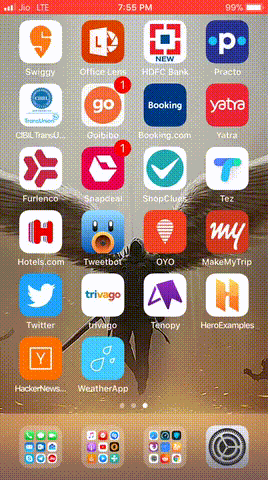 Jio LTE 7:55 PM 99%
Swiggy Office Lens HDFC Bank Practo
NEW
CIBIL
TransUnion
go
Booking
yatra
1
CIBILTransU... Goibibo Booking.com Yatra
1
Furlenco Snapdeal ShopClues Tez
H
my
Hotels.com Tweetbot OYO MakeMyTrip
trivago
Twitter trivago Tenopy HeroExamples
Y
HackerNews... WeatherApp